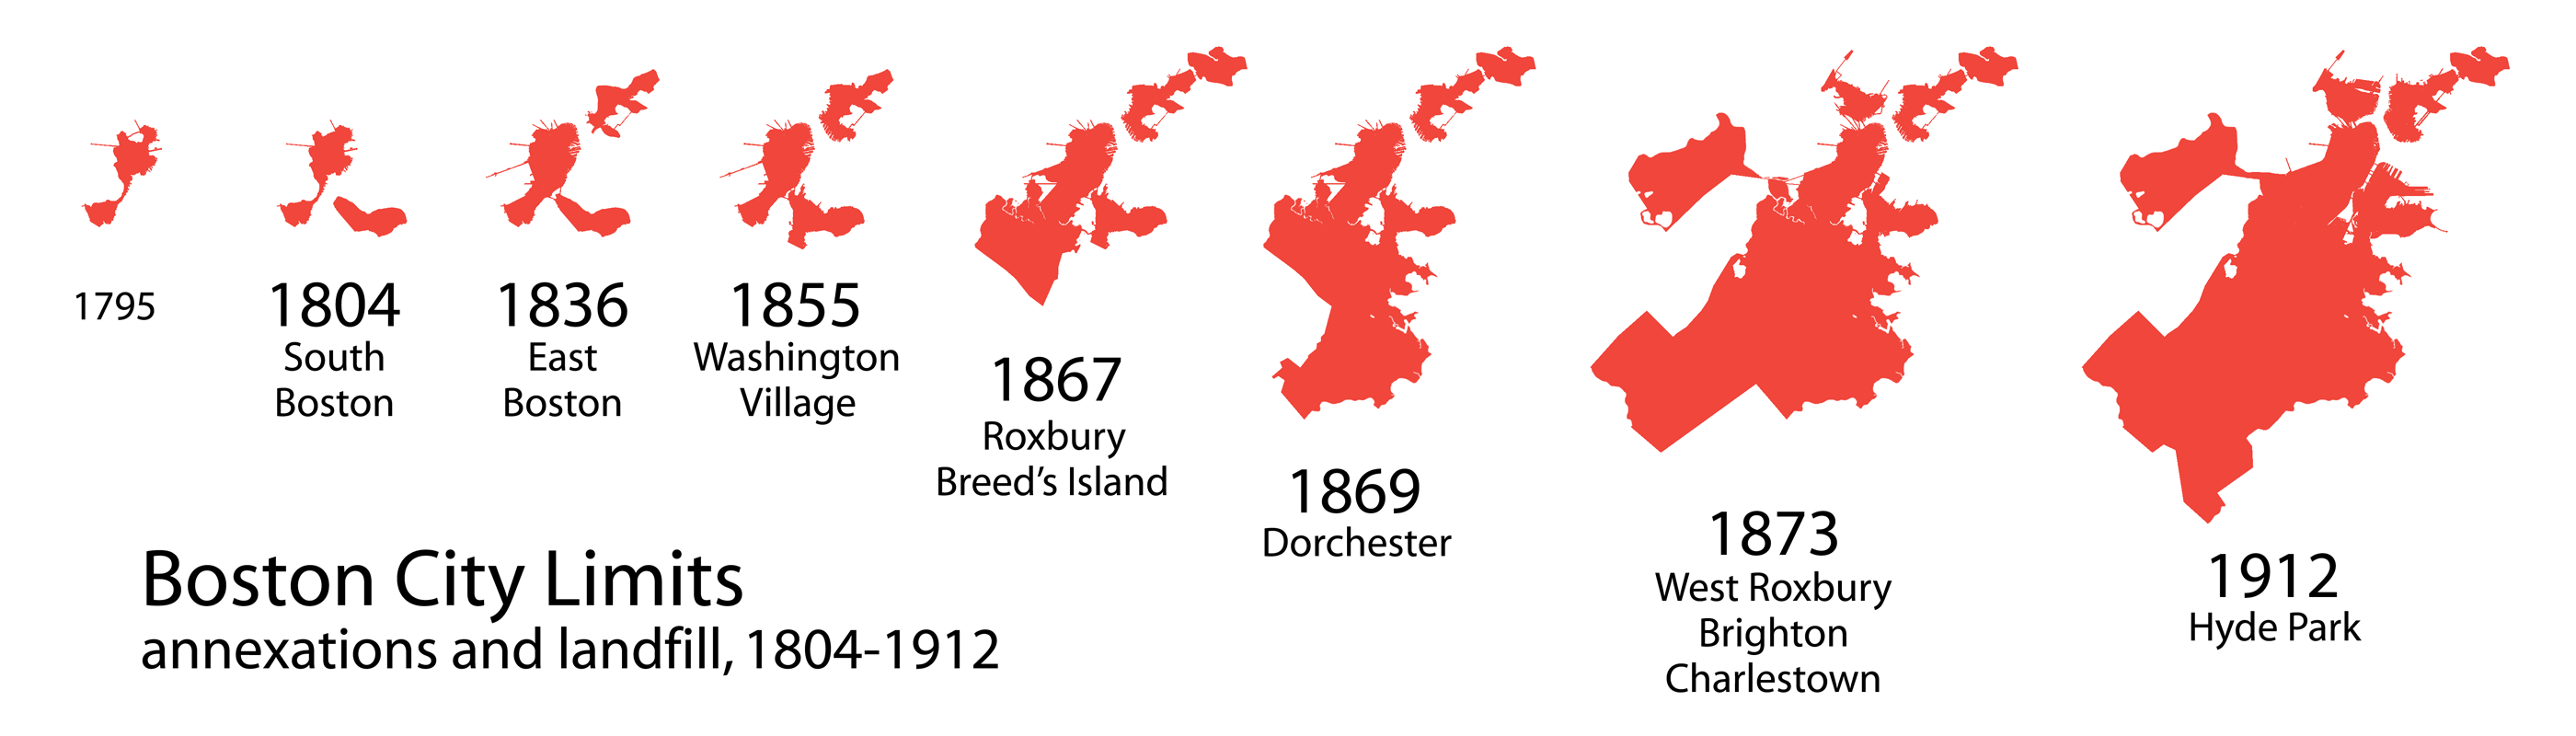 1795
1804
South
Boston
1836
East
Boston
1855
Washington
Village
1867
Roxbury
Breed’s Island
1869
Dorchester
1873
West Roxbury
Brighton
Charlestown
1912
Hyde Park
Boston City Limits
annexations and landfill, 1804-1912